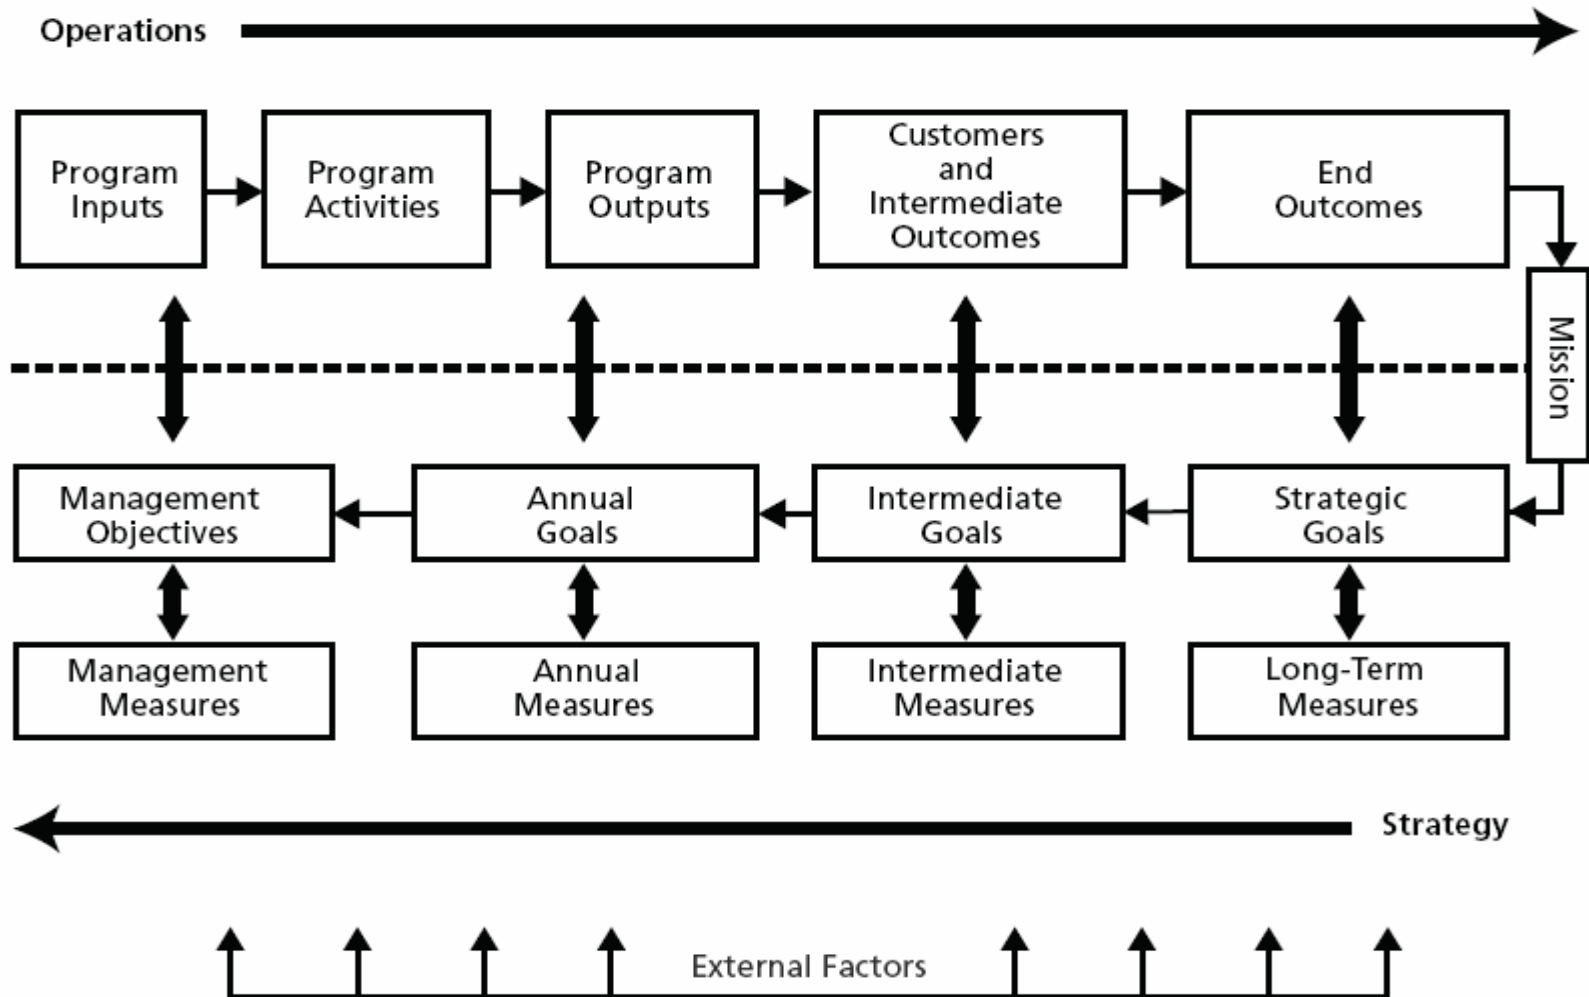 Operations
Program
Inputs
Program
Activities
Program
Outputs
Customers
and
Intermediate
Outcomes
End
Outcomes
Mission
Management
Objectives
Annual
Goals
Intermediate
Goals
Strategic
Goals
Management
Measures
Annual
Measures
Intermediate
Measures
Long-Term
Measures
Strategy
External Factors